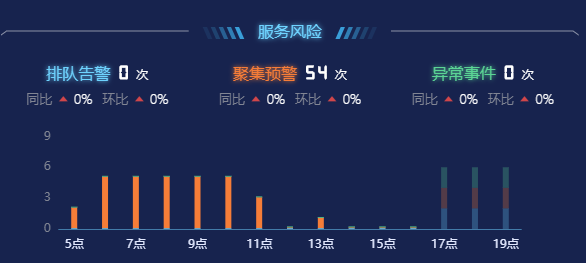 服务风险
排队告警 0 次 聚集预警 54 次 异常事件 0 次
同比 0% 环比 0% 同比 0% 环比 0% 同比 0% 环比 0%
9
6
3
0
5点 7点 9点 11点 13点 15点 17点 19点